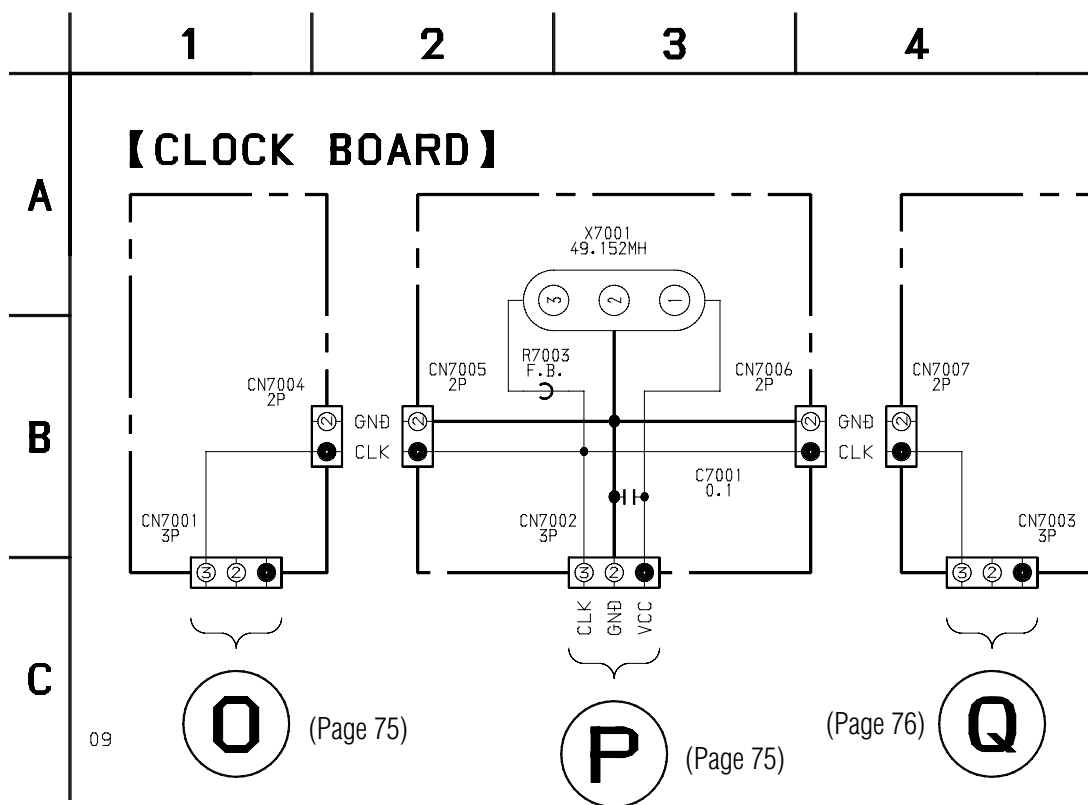 1 2 3 4
【CLOCK BOARD】
A
X7001
49.152MH
3 2 1
R7003
F.B.
CN7004
2P
CN7005
2P
CN7006
2P
CN7007
2P
B
2 GND 2
2 GND 2
CLK
CLK
C7001
0.1
CN7001
3P
CN7002
3P
CN7003
3P
3 2
3 2
3 2
CLK
GND
VCC
C
O (Page 75)
P (Page 75)
(Page 76) Q
09